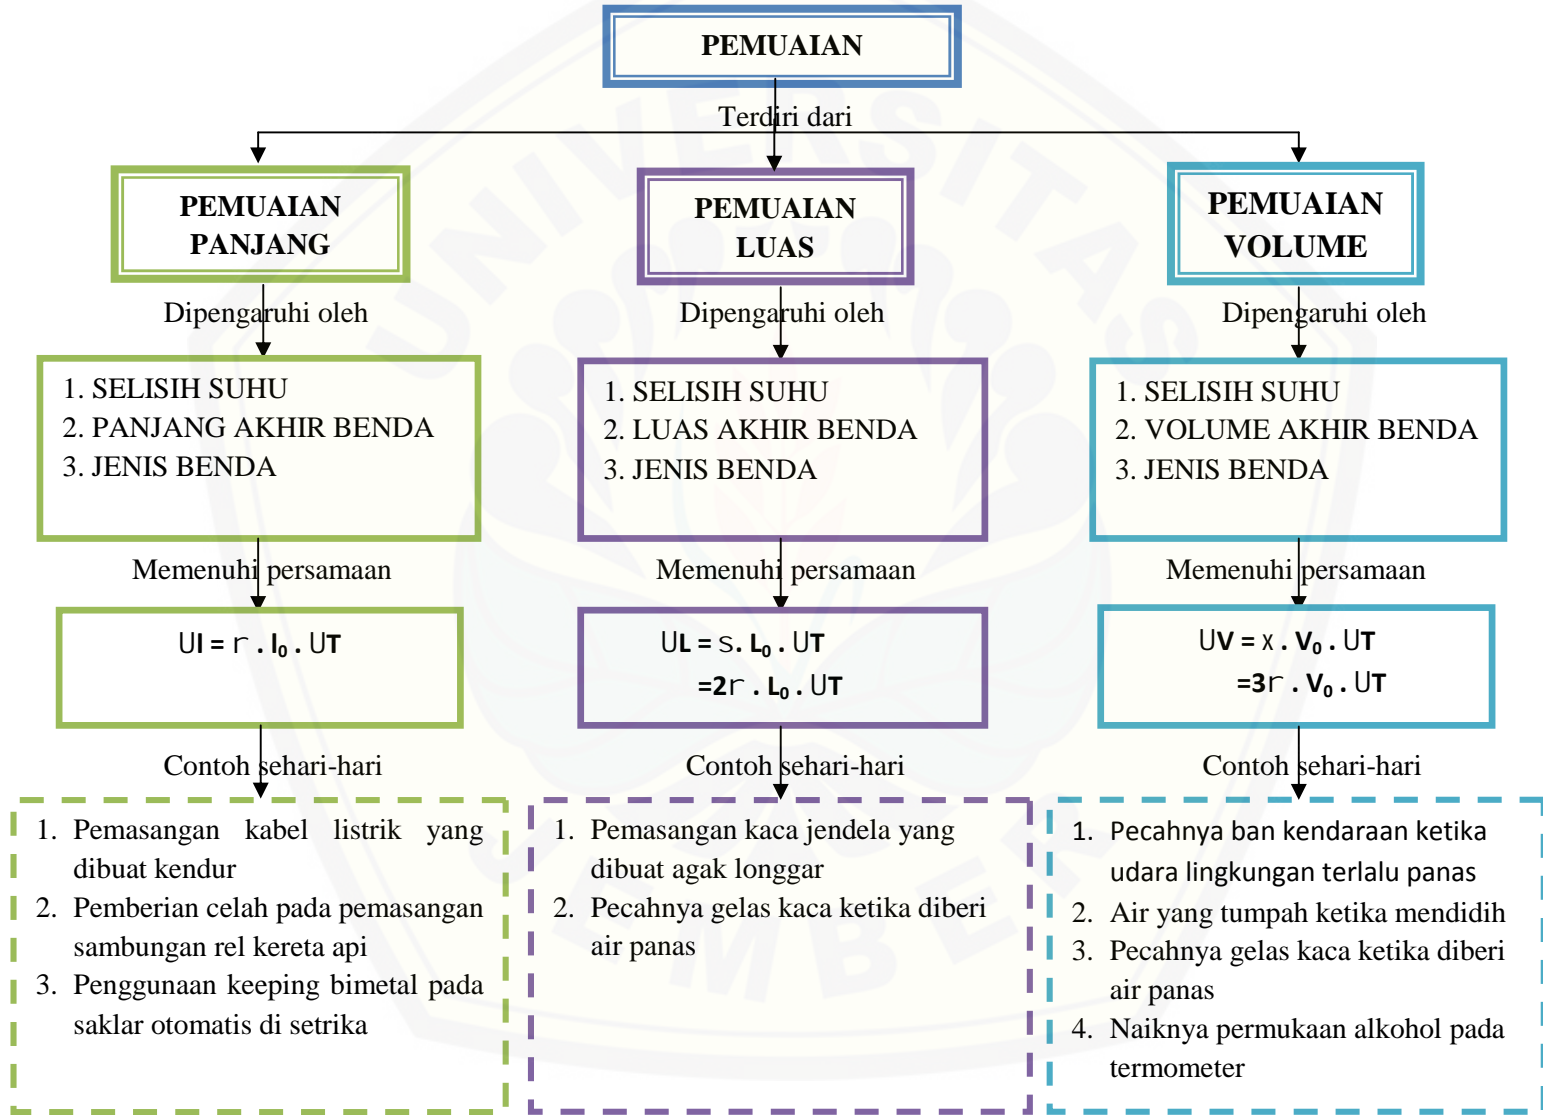 PEMUAIAN
Terdiri dari
PEMUAIAN
PANJANG
Dipengaruhi oleh
1. SELISIH SUHU
2. PANJANG AKHIR BENDA
3. JENIS BENDA
Memenuhi persamaan
Ul = r . l₀ . UT
Contoh sehari-hari
1. Pemasangan kabel listrik yang
dibuat kendur
2. Pemberian celah pada pemasangan
sambungan rel kereta api
3. Penggunaan keeping bimetal pada
saklar otomatis di setrika
PEMUAIAN
LUAS
Dipengaruhi oleh
1. SELISIH SUHU
2. LUAS AKHIR BENDA
3. JENIS BENDA
Memenuhi persamaan
UL = s. L₀ . UT
=2r . L₀ . UT
Contoh sehari-hari
1. Pemasangan kaca jendela yang
dibuat agak longgar
2. Pecahnya gelas kaca ketika diberi
air panas
PEMUAIAN
VOLUME
Dipengaruhi oleh
1. SELISIH SUHU
2. VOLUME AKHIR BENDA
3. JENIS BENDA
Memenuhi persamaan
UV = x . V₀ . UT
=3r . V₀ . UT
Contoh sehari-hari
1. Pecahnya ban kendaraan ketika
udara lingkungan terlalu panas
2. Air yang tumpah ketika mendidih
3. Pecahnya gelas kaca ketika diberi
air panas
4. Naiknya permukaan alkohol pada
termometer
UNIVERSITAS
JEMBER